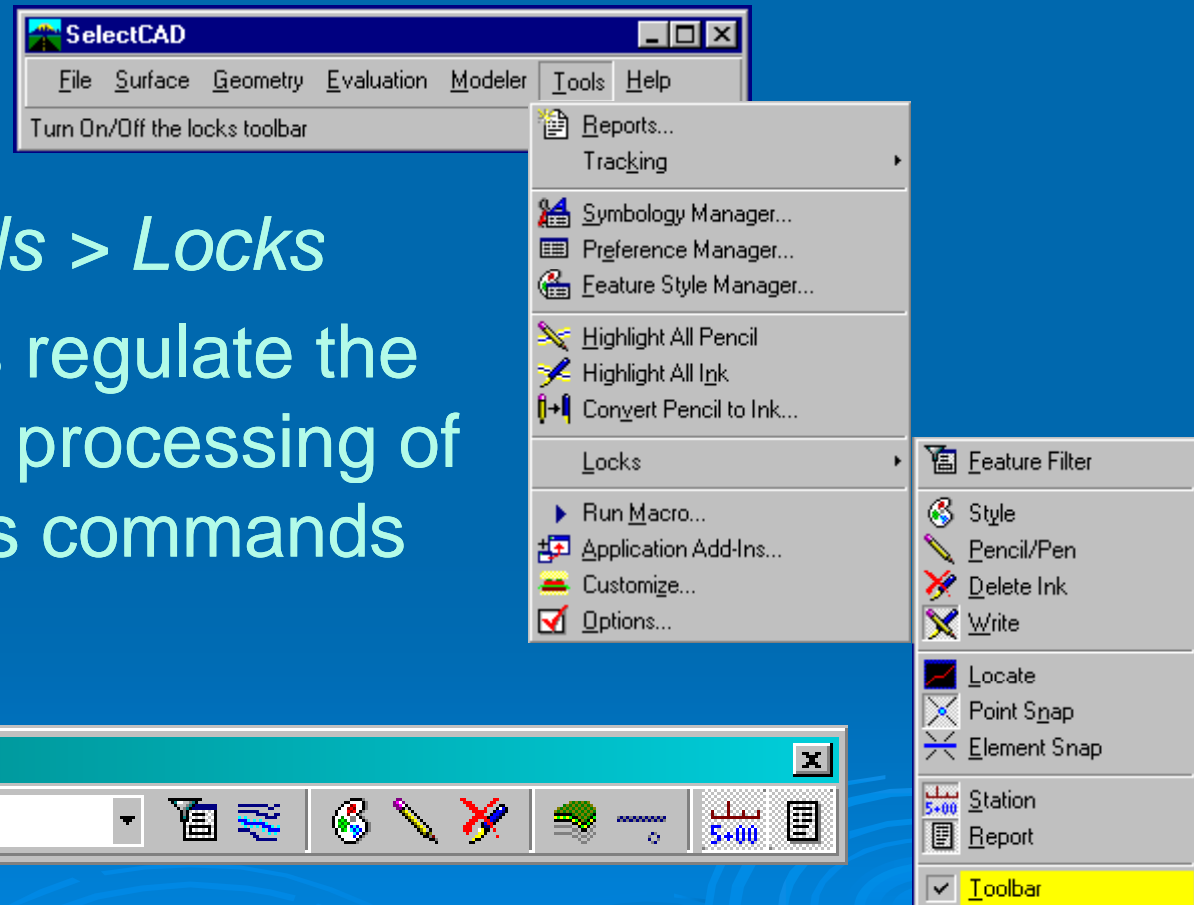 SelectCAD
File Surface Geometry Evaluation Modeler Tools Help
Turn On/Off the locks toolbar
Reports...
Tracking
Symbology Manager...
Preference Manager...
Feature Style Manager...
Highlight All Pencil
Highlight All Ink
Convert Pencil to Ink...
Locks
Run Macro...
Application Add-Ins...
Customize...
Options...
Feature Filter
Style
Pencil/Pen
Delete Ink
Write
Locate
Point Snap
Element Snap
5+00 Station
Report
Toolbar
ls > Locks
s regulate the
processing of
s commands
5+00